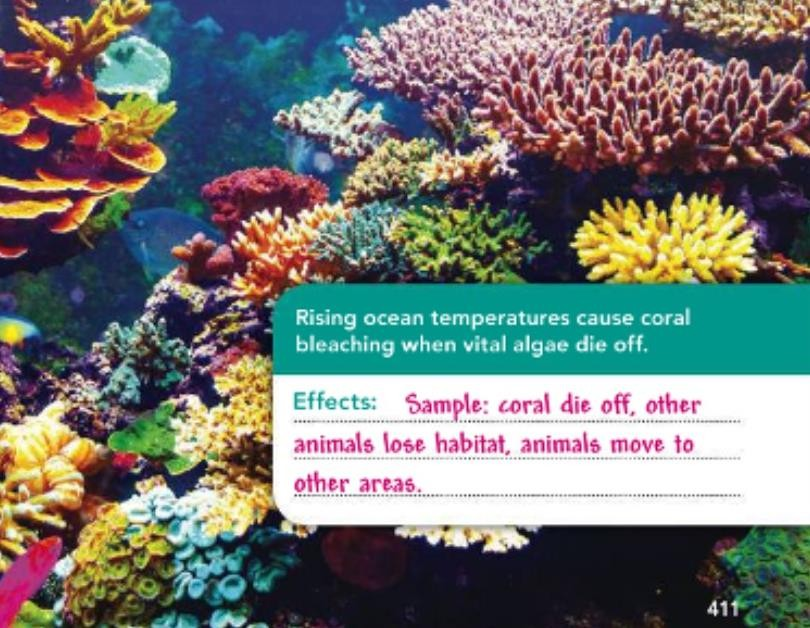 Rising ocean temperatures cause coral
bleaching when vital algae die off.
Effects: Sample: coral die off, other
animals lose habitat, animals move to
other areas.
411